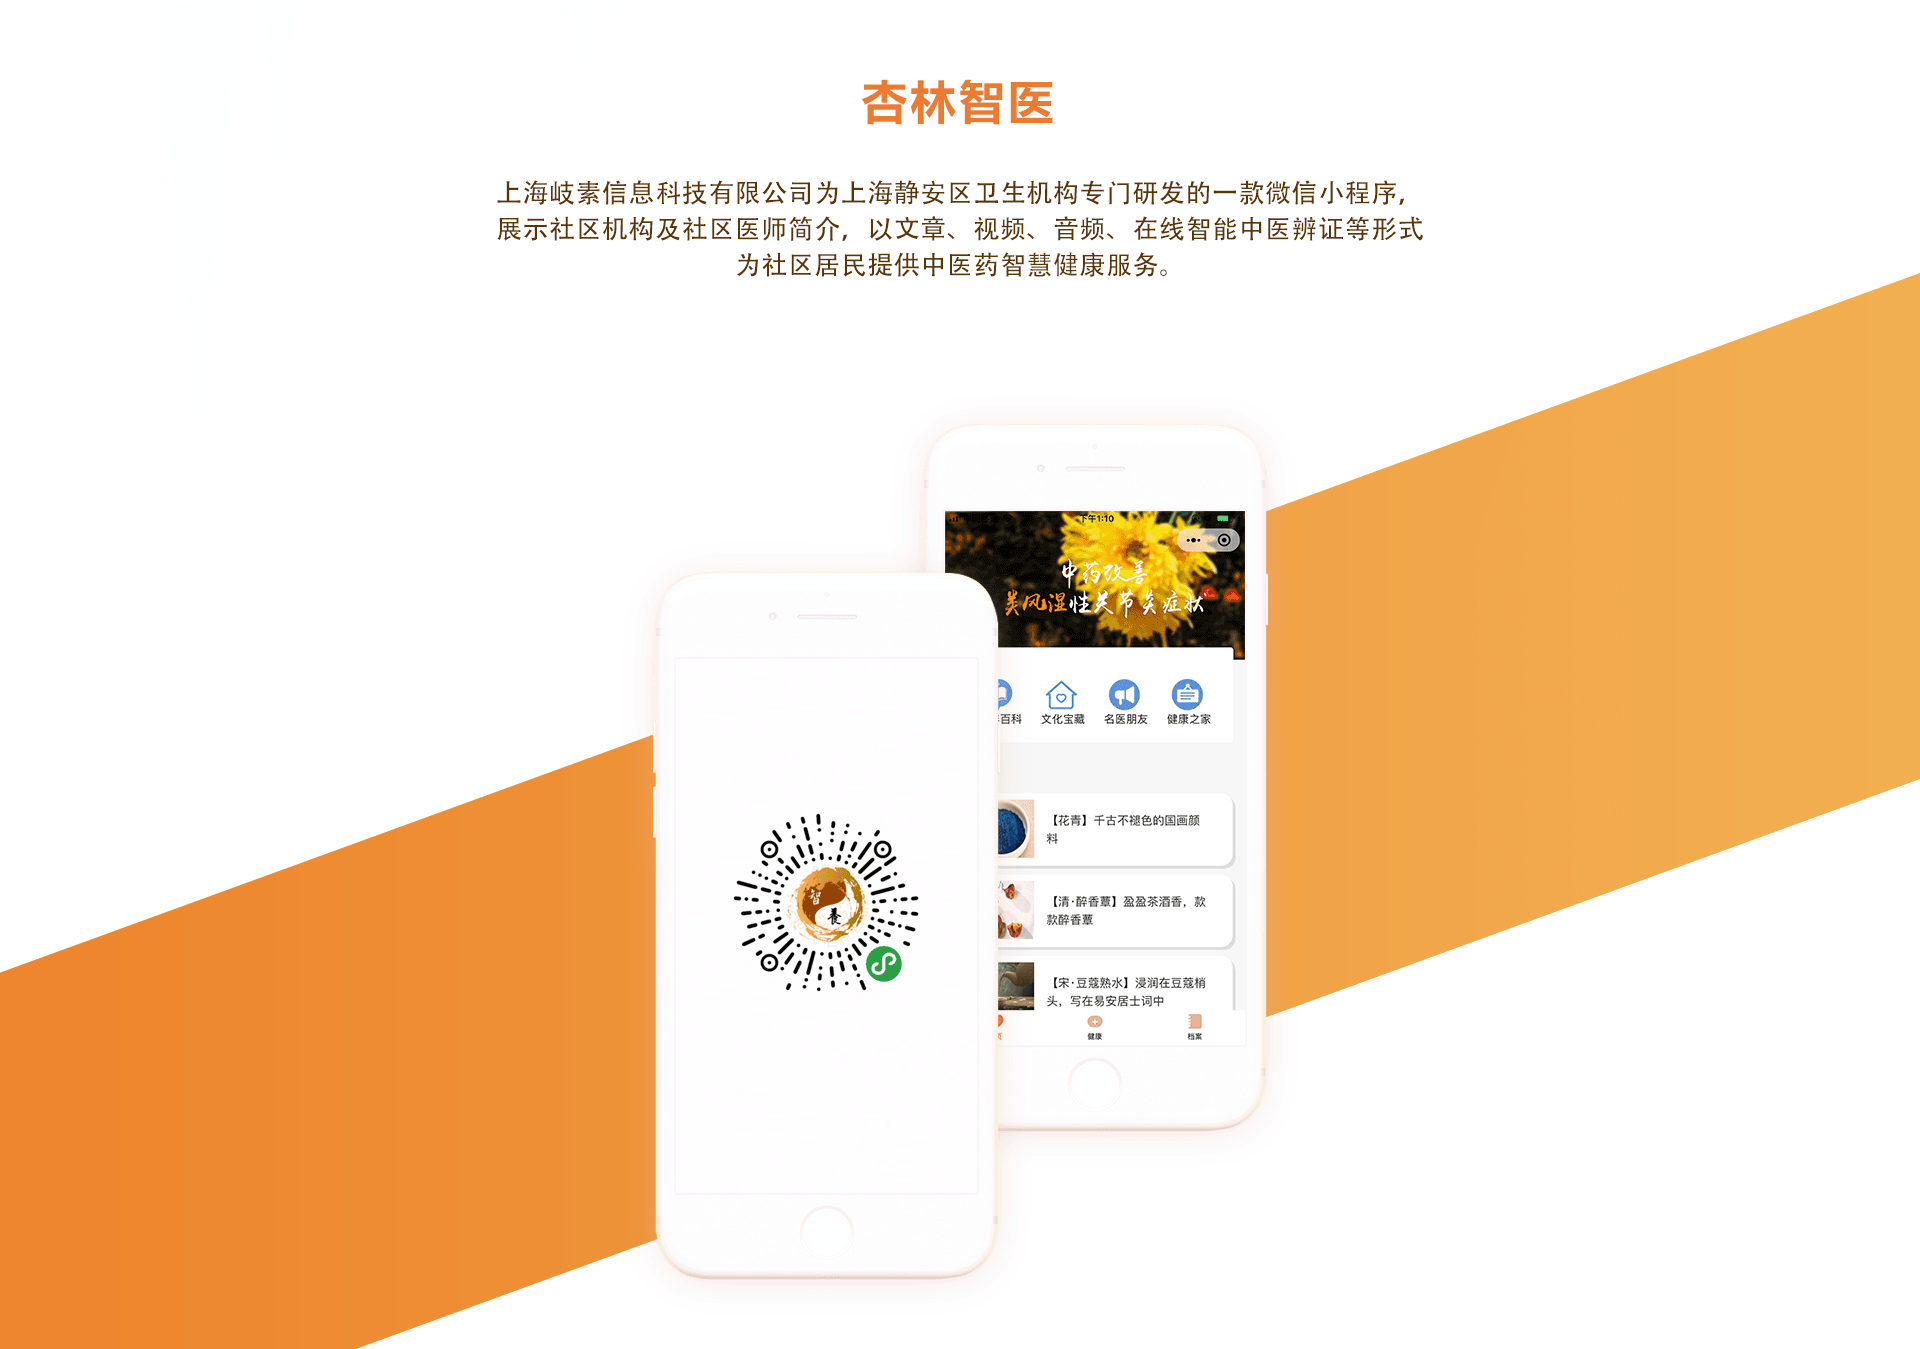 杏林智医
上海岐素信息科技有限公司为上海静安区卫生机构专门研发的一款微信小程序,
展示社区机构及社区医师简介,以文章、视频、音频、在线智能中医辨证等形式
为社区居民提供中医药智慧健康服务。
下午1:10
中药改善
类风湿性关节炎症状
百科
文化宝藏
名医朋友
健康之家
【花青】千古不褪色的国画颜
料
【清·醉香蕈】盈盈茶酒香，款
款醉香蕈
【宋·豆蔻熟水】浸润在豆蔻梢
头，写在易安居士词中
页
健康
档案
智
养